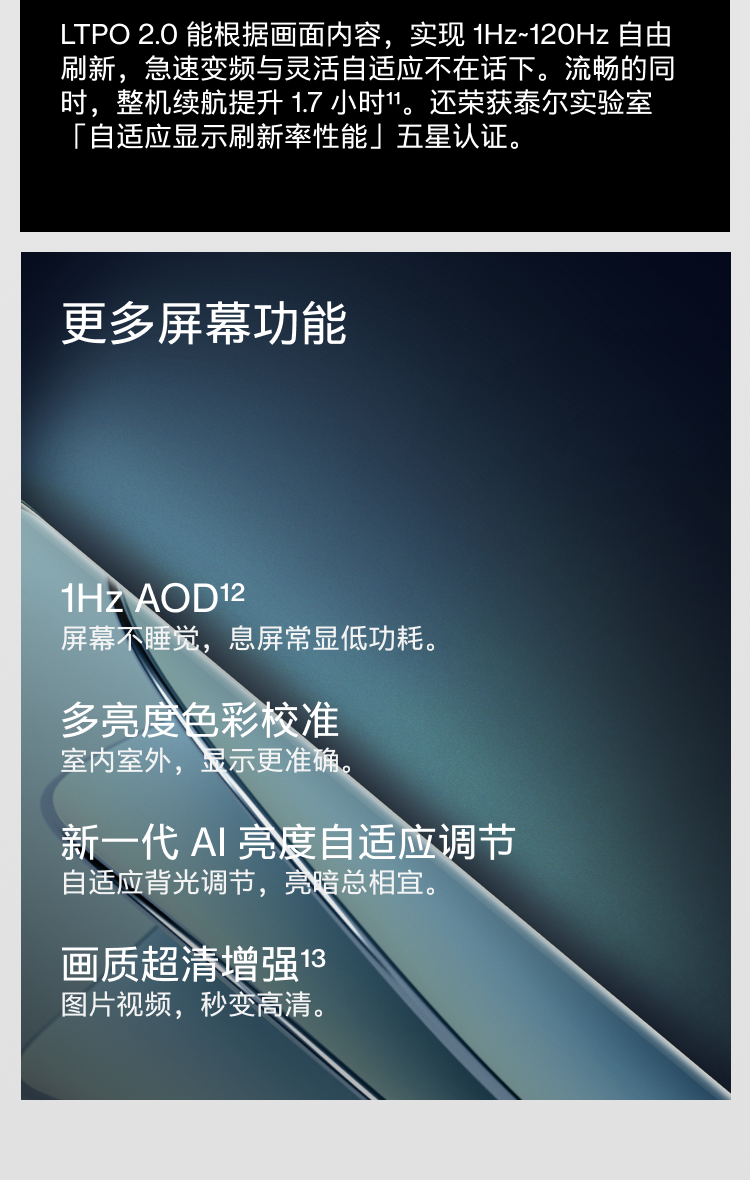 LTPO 2.0 能根据画面内容，实现 1Hz~120Hz 自由
刷新，急速变频与灵活自适应不在话下。流畅的同
时，整机续航提升 1.7 小时¹¹。还荣获泰尔实验室
「自适应显示刷新率性能」五星认证。
更多屏幕功能
1Hz AOD¹²
屏幕不睡觉，息屏常显低功耗。
多亮度色彩校准
室内室外，显示更准确。
新一代 AI 亮度自适应调节
自适应背光调节，亮暗总相宜。
画质超清增强¹³
图片视频，秒变高清。